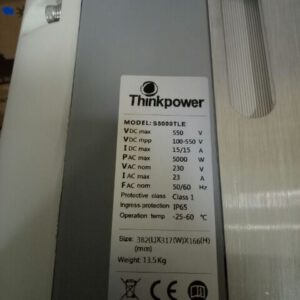 Thinkpower
MODEL: S5000TLE
VDC max 550 V
VDC mpp 100-550 V
IDC max 15/15 A
PAC max 5000 W
VAC nom 230 V
IAC max 23 A
FAC nom 50/60 Hz
Protective class Class 1
Ingress protection IP65
Operation temp -25-60 ℃
Size: 382(L)X317(W)X166(H)
(mm)
Weight: 13.5Kg
CE